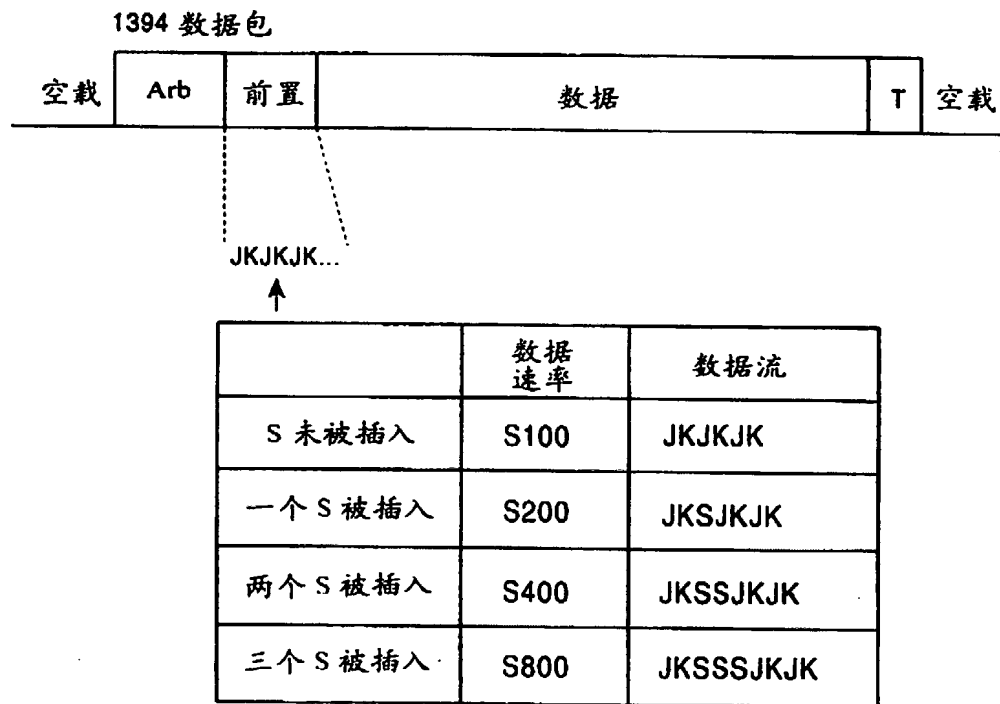 1394 数据包
空载 Arb 前置 数据 T 空载
JKJKJK...
数据速率 数据流
S 未被插入 S100 JKJKJK
一个 S 被插入 S200 JKSJKJK
两个 S 被插入 S400 JKSSJKJK
三个 S 被插入 S800 JKSSSJKJK